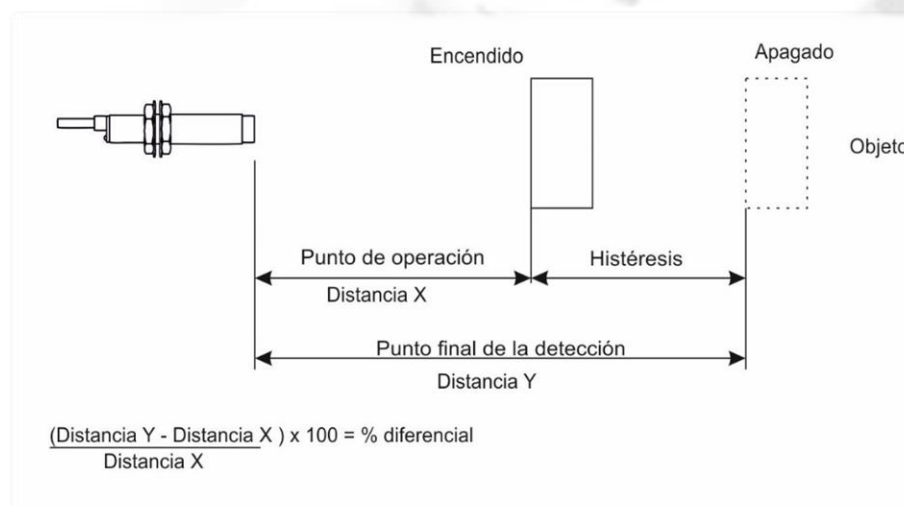 Encendido
Apagado
Objeto
Punto de operación
Histéresis
Distancia X
Punto final de la detección
Distancia Y
(Distancia Y - Distancia X ) x 100 = % diferencial
Distancia X